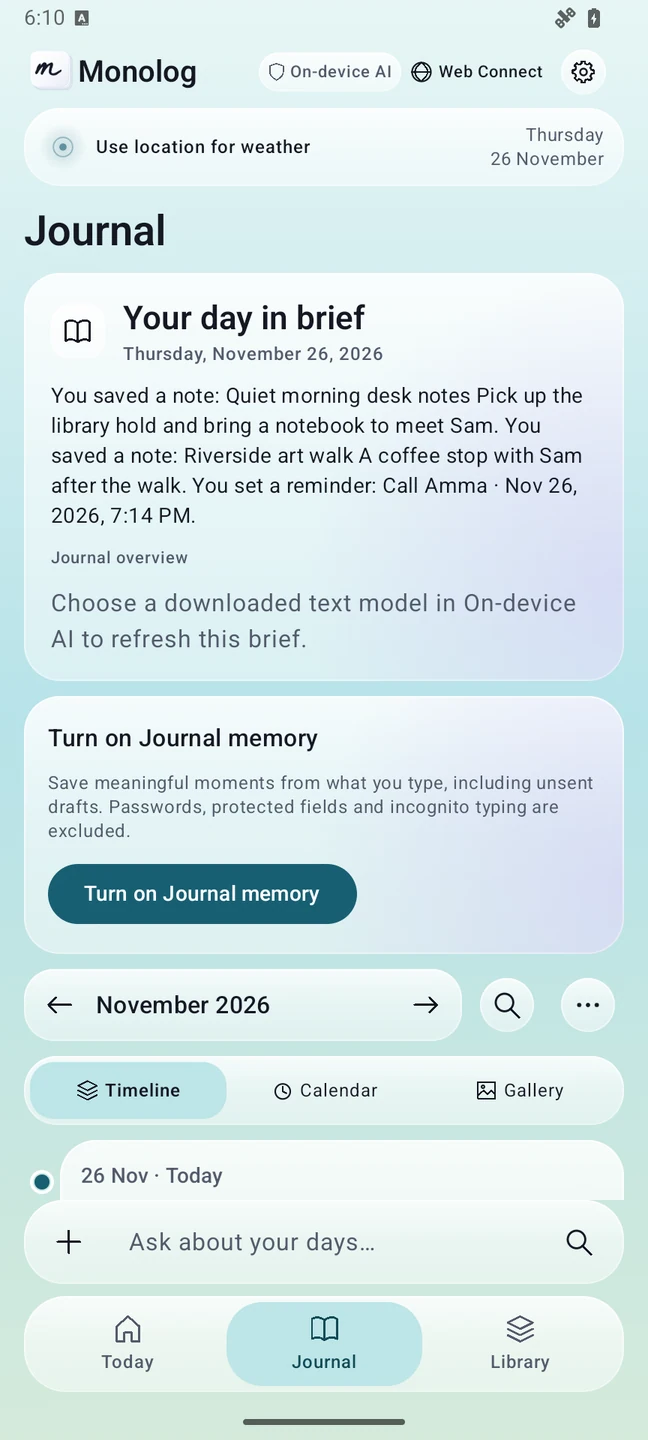 6:10
Monolog
On-device AI
Web Connect
Use location for weather
Thursday
26 November
Journal
Your day in brief
Thursday, November 26, 2026
You saved a note: Quiet morning desk notes Pick up the
library hold and bring a notebook to meet Sam. You
saved a note: Riverside art walk A coffee stop with Sam
after the walk. You set a reminder: Call Amma · Nov 26,
2026, 7:14 PM.
Journal overview
Choose a downloaded text model in On-device
AI to refresh this brief.
Turn on Journal memory
Save meaningful moments from what you type, including unsent
drafts. Passwords, protected fields and incognito typing are
excluded.
Turn on Journal memory
November 2026
Timeline
Calendar
Gallery
26 Nov · Today
Ask about your days…
Today
Journal
Library